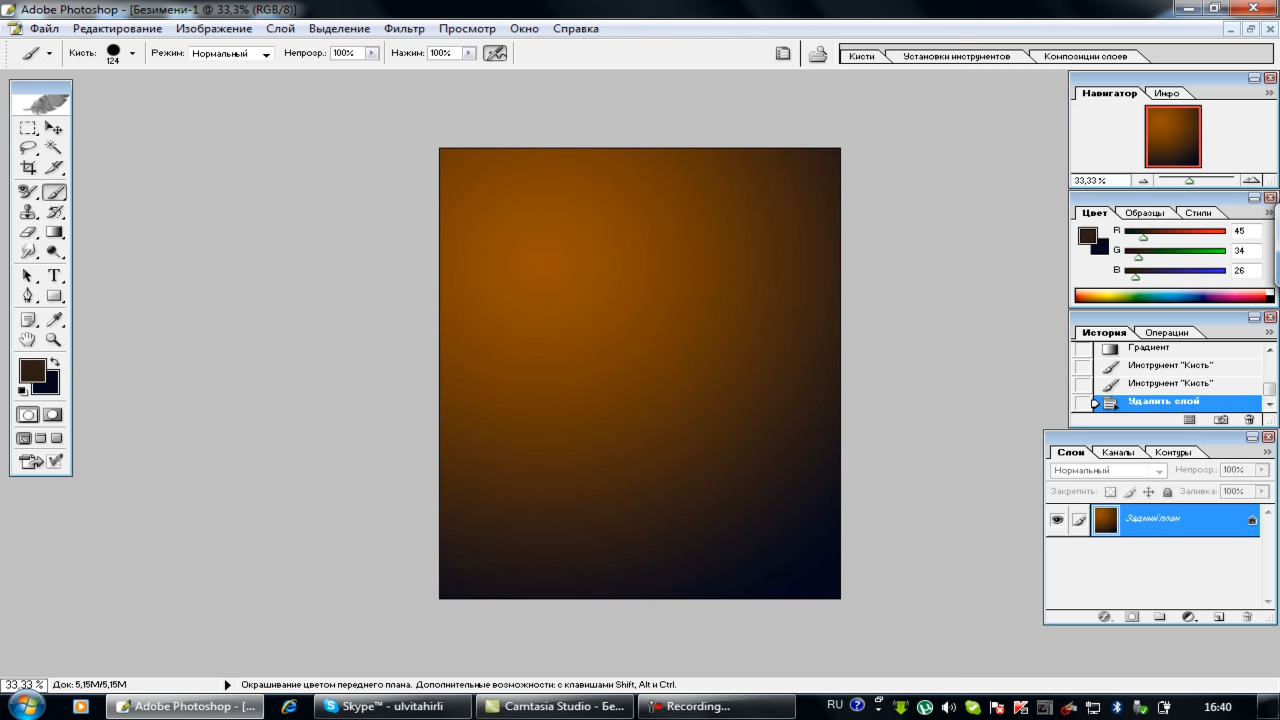 Adobe Photoshop - [Безимени-1 @ 33,3% (RGB/8)]
Файл Редактирование Изображение Слой Выделение Фильтр Просмотр Окно Справка
Кисть: 124 Режим: Нормальный Непрозр.: 100% Нажим: 100% Кисти Установки инструментов Композиции слоев
Навигатор Инфо
33,33 %
Цвет Образцы Стили
R 45
G 34
B 26
История Операции
Градиент
Инструмент "Кисть"
Инструмент "Кисть"
Удалить слой
Слои Каналы Контуры
Нормальный Непрозр.: 100%
Закрепить: Заливка: 100%
Задний план
33,33 % Док: 5,15M/5,15M Окрашивание цветом переднего плана. Дополнительные возможности: с клавишами Shift, Alt и Ctrl.
Adobe Photoshop - [... Skype™ - ulvitahirli Camtasia Studio - Бе... Recording... RU 16:40